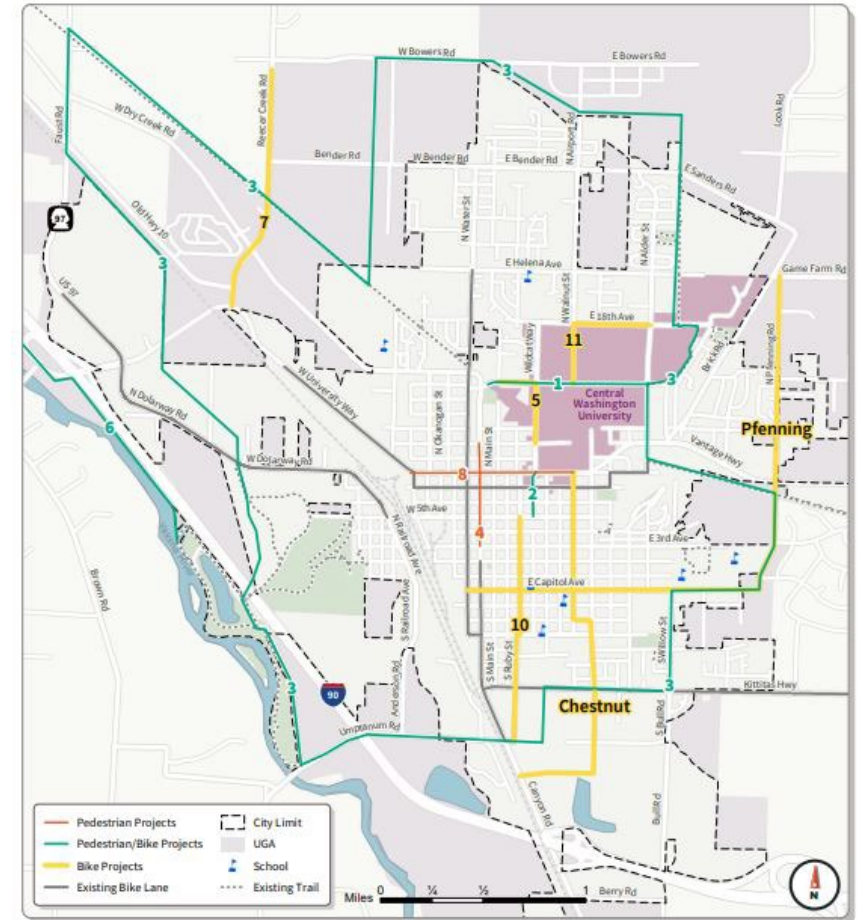 W Bowers Rd
3
E Bowers Rd
Faust Rd
W Dry Creek Rd
Reecer Creek Rd
Look Rd
N Airport Rd
Bender Rd
W Bender Rd
E Bender Rd
E Sanders Rd
3
97
Old Hwy 10
7
N Water St
N Alder St
3
E Helena Ave
Game Farm Rd
US 97
N Walnut St
E 18th Ave
11
Wildcat Way
Brick Rd
N Pfenning Rd
W University Way
1
3
N Okanogan St
5
Central
Washington
University
N Dolarway Rd
6
N Main St
Pfenning
Vantage Hwy
W Dolarway Rd
8
2
W 5th Ave
4
E 3rd Ave
N Railroad Ave
Brown Rd
E Capitol Ave
S Railroad Ave
10
S Main St
S Ruby St
S Willow St
3
90
Anderson Rd
3
Kittitas Hwy
Chestnut
S Bull Rd
Umptanum Rd
Canyon Rd
Bull Rd
Berry Rd
Pedestrian Projects
Pedestrian/Bike Projects
Bike Projects
Existing Bike Lane
City Limit
UGA
School
Existing Trail
Miles 0 ¼ ½ 1
N